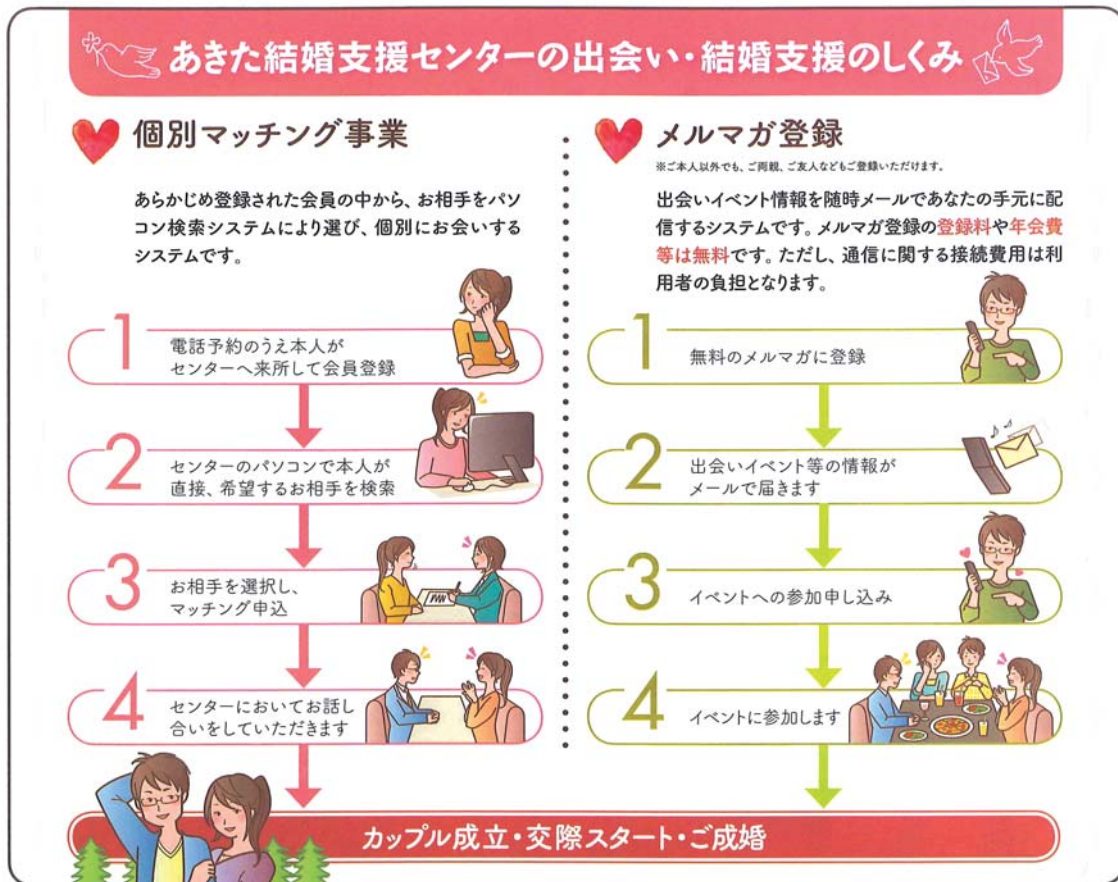 あきた結婚支援センターの出会い・結婚支援のしくみ
個別マッチング事業
あらかじめ登録された会員の中から、お相手をパソ
コン検索システムにより選び、個別にお会いする
システムです。
1
電話予約のうえ本人が
センターへ来所して会員登録
2
センターのパソコンで本人が
直接、希望するお相手を検索
3
お相手を選択し、
マッチング申込
4
センターにおいてお話し
合いをしていただきます
メルマガ登録
※ご本人以外でも、ご両親、ご友人などもご登録いただけます。
出会いイベント情報を随時メールであなたの手元に配
信するシステムです。メルマガ登録の登録料や年会費
等は無料です。ただし、通信に関する接続費用は利
用者の負担となります。
1
無料のメルマガに登録
2
出会いイベント等の情報が
メールで届きます
3
イベントへの参加申し込み
4
イベントに参加します
カップル成立・交際スタート・ご成婚